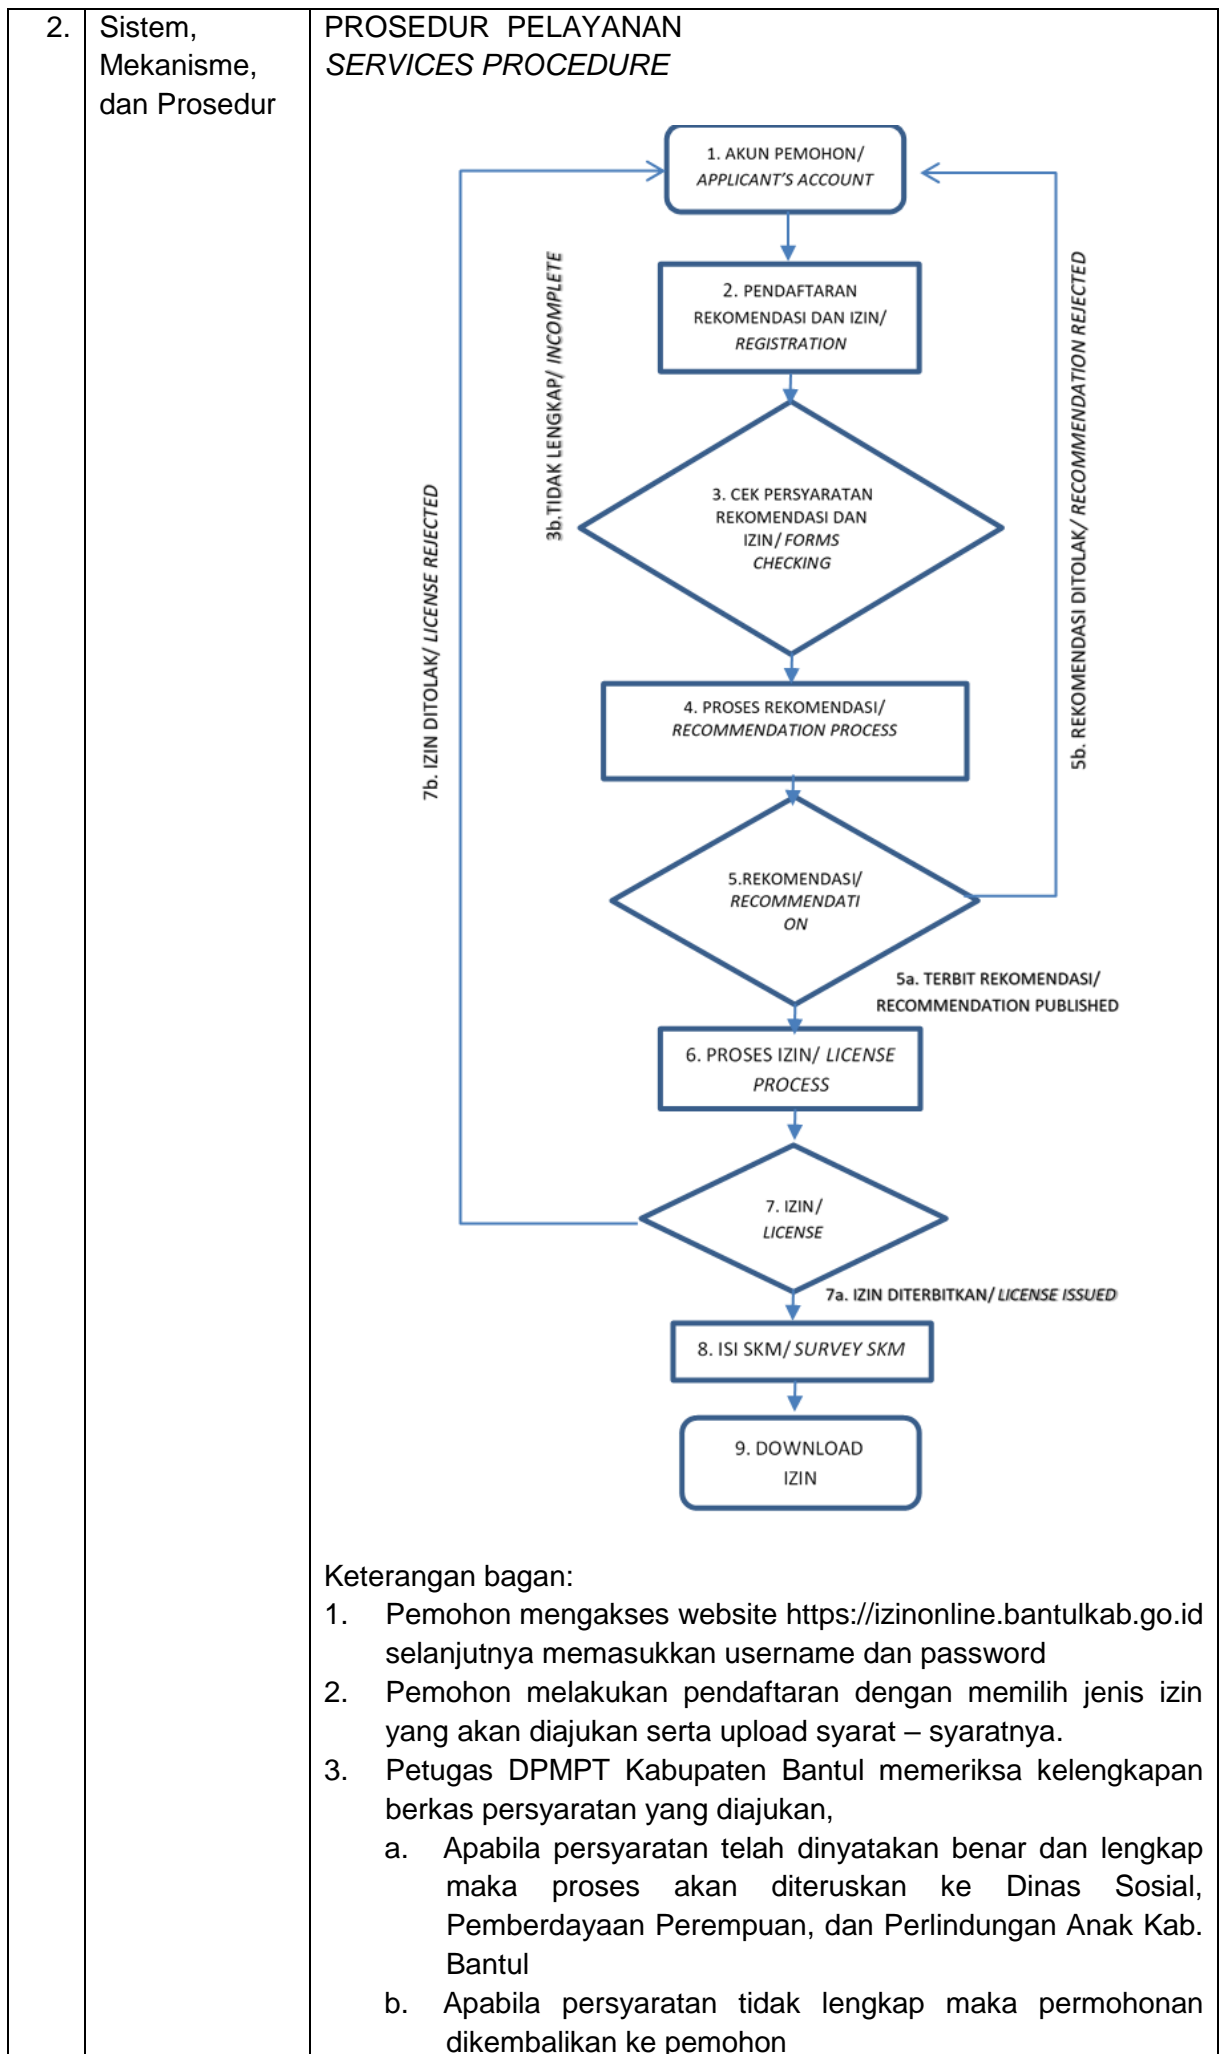 2.
Sistem,
Mekanisme,
dan Prosedur
PROSEDUR PELAYANAN
SERVICES PROCEDURE
1. AKUN PEMOHON/
APPLICANT'S ACCOUNT
2. PENDAFTARAN
REKOMENDASI DAN IZIN/
REGISTRATION
3b.TIDAK LENGKAP/ INCOMPLETE
5b. REKOMENDASI DITOLAK/ RECOMMENDATION REJECTED
7b. IZIN DITOLAK/ LICENSE REJECTED
3. CEK PERSYARATAN
REKOMENDASI DAN
IZIN/ FORMS
CHECKING
4. PROSES REKOMENDASI/
RECOMMENDATION PROCESS
5.REKOMENDASI/
RECOMMENDATI
ON
5a. TERBIT REKOMENDASI/
RECOMMENDATION PUBLISHED
6. PROSES IZIN/ LICENSE
PROCESS
7. IZIN/
LICENSE
7a. IZIN DITERBITKAN/ LICENSE ISSUED
8. ISI SKM/ SURVEY SKM
9. DOWNLOAD
IZIN
Keterangan bagan:
1. Pemohon mengakses website https://izinonline.bantulkab.go.id
selanjutnya memasukkan username dan password
2. Pemohon melakukan pendaftaran dengan memilih jenis izin
yang akan diajukan serta upload syarat – syaratnya.
3. Petugas DPMPT Kabupaten Bantul memeriksa kelengkapan
berkas persyaratan yang diajukan,
a. Apabila persyaratan telah dinyatakan benar dan lengkap
maka proses akan diteruskan ke Dinas Sosial,
Pemberdayaan Perempuan, dan Perlindungan Anak Kab.
Bantul
b. Apabila persyaratan tidak lengkap maka permohonan
dikembalikan ke pemohon